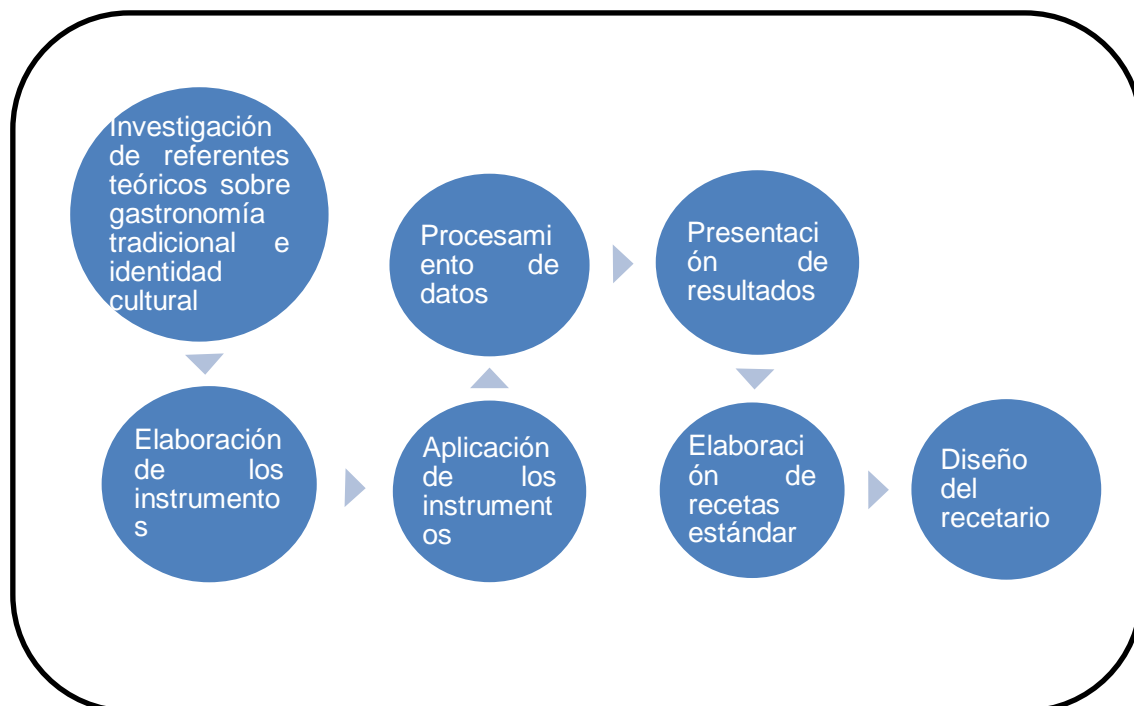 Investigación
de referentes
teóricos sobre
gastronomía
tradicional e
identidad
cultural
Elaboración
de los
instrumento
s
Aplicación
de los
instrument
os
Procesami
ento de
datos
Presentaci
ón de
resultados
Elaboraci
ón de
recetas
estándar
Diseño
del
recetario